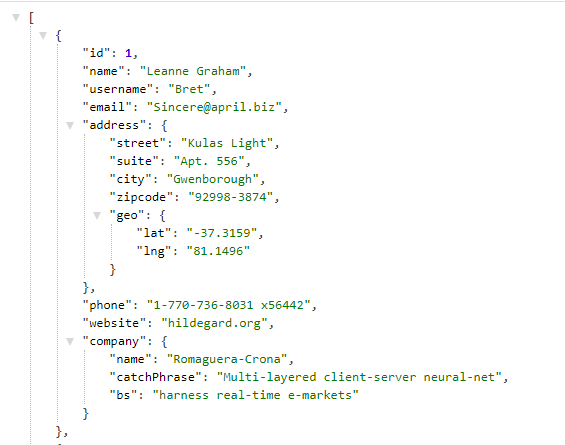 [
{
"id": 1,
"name": "Leanne Graham",
"username": "Bret",
"email": "Sincere@april.biz",
"address": {
"street": "Kulas Light",
"suite": "Apt. 556",
"city": "Gwenborough",
"zipcode": "92998-3874",
"geo": {
"lat": "-37.3159",
"lng": "81.1496"
}
},
"phone": "1-770-736-8031 x56442",
"website": "hildegard.org",
"company": {
"name": "Romaguera-Crona",
"catchPhrase": "Multi-layered client-server neural-net",
"bs": "harness real-time e-markets"
}
},